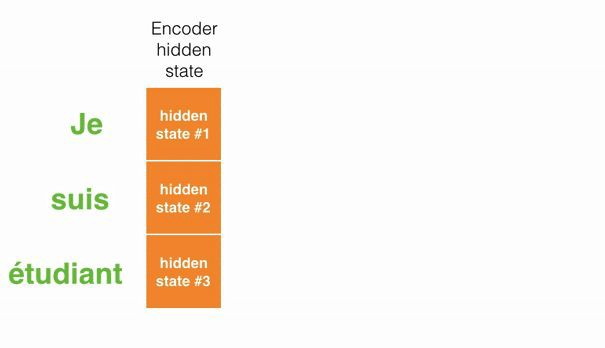 Encoder
hidden
state
Je
hidden
state #1
suis
hidden
state #2
étudiant
hidden
state #3